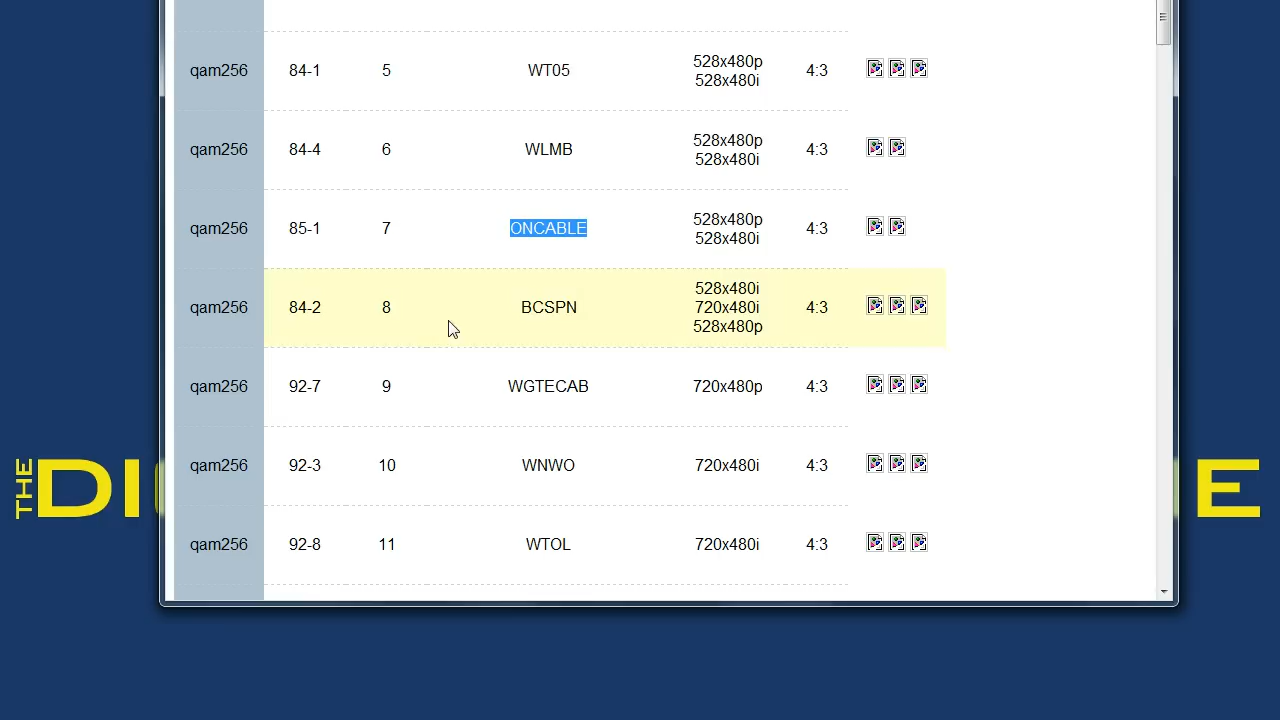 qam256 84-1 5 WT05 528x480p 4:3
528x480i
qam256 84-4 6 WLMB 528x480p 4:3
528x480i
qam256 85-1 7 ONCABLE 528x480p 4:3
528x480i
qam256 84-2 8 BCSPN 528x480i 4:3
720x480i
528x480p
qam256 92-7 9 WGTECAB 720x480p 4:3
qam256 92-3 10 WNWO 720x480i 4:3
THE DI E
qam256 92-8 11 WTOL 720x480i 4:3